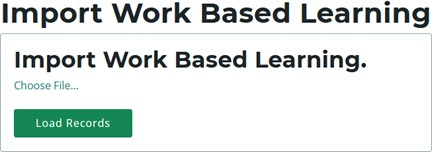 Import Work Based Learning
Import Work Based Learning.
Choose File...
Load Records